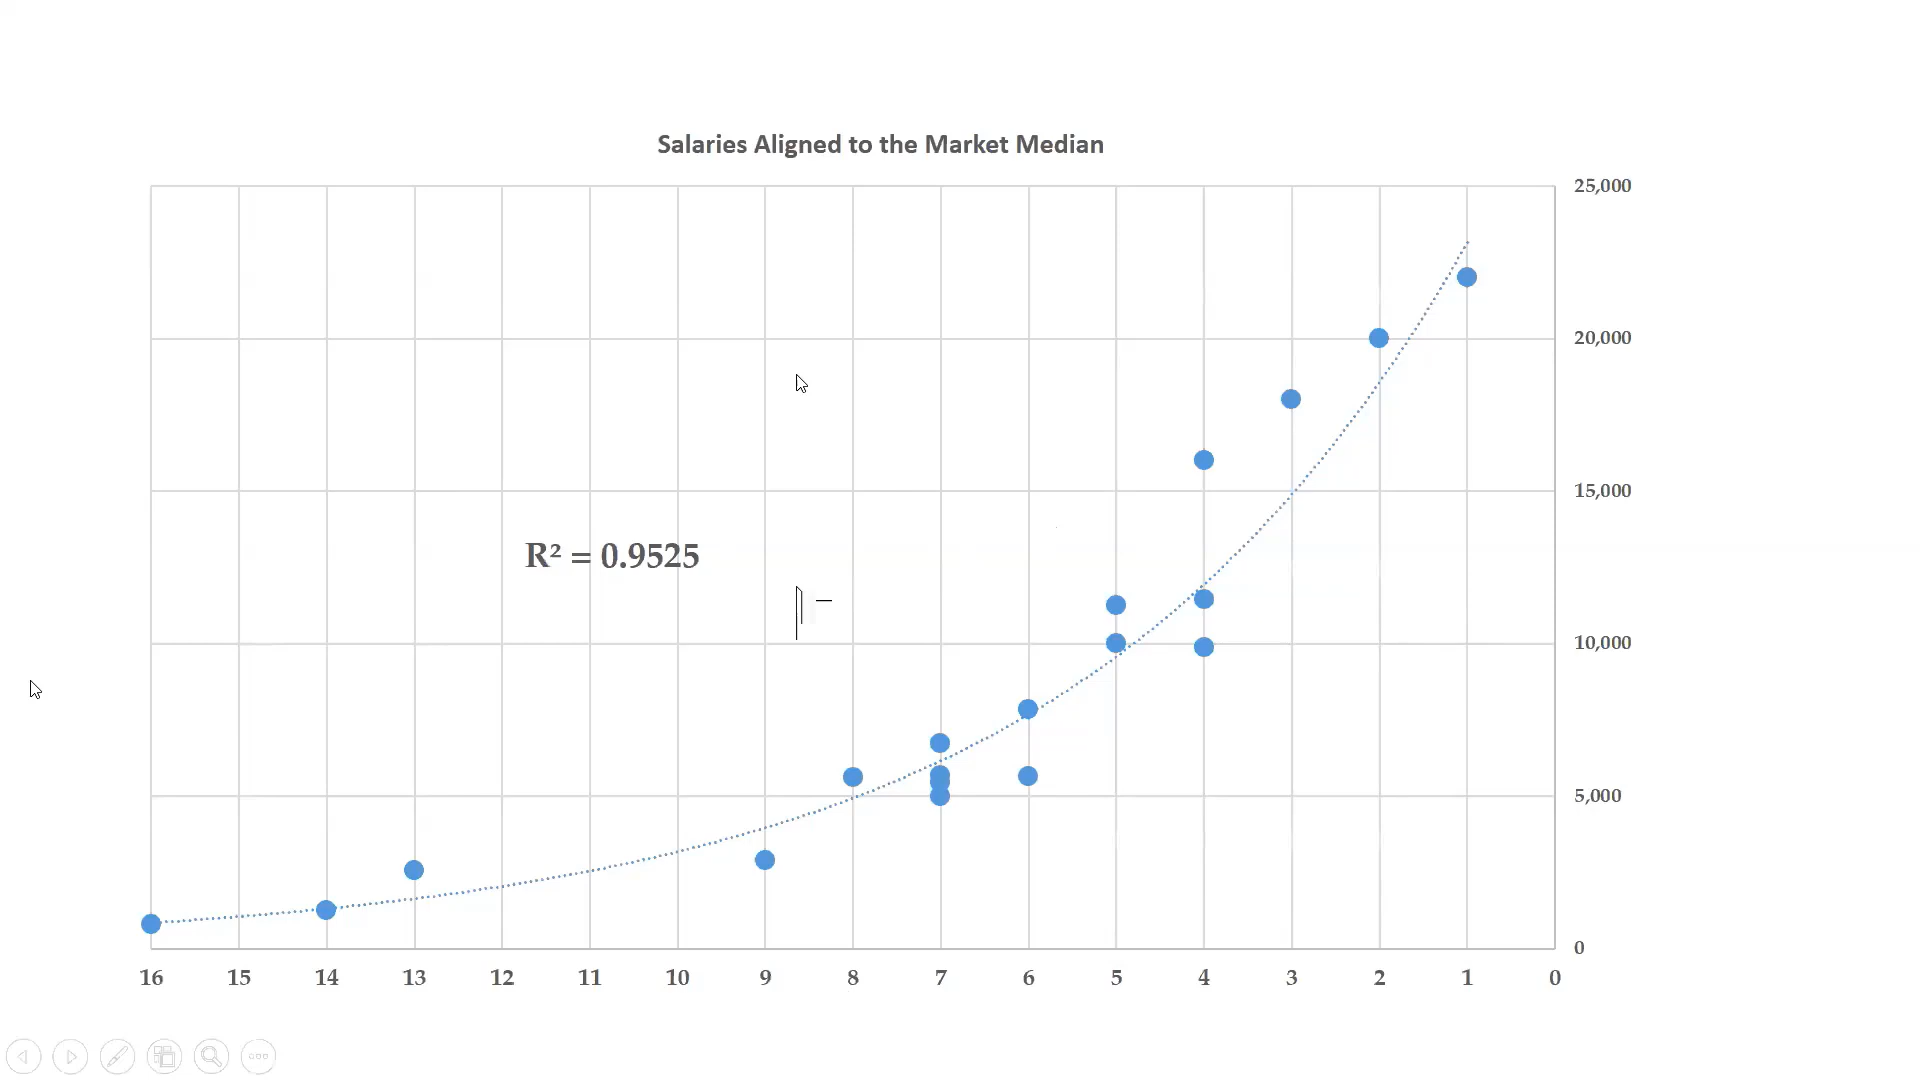 Salaries Aligned to the Market Median
25,000
20,000
15,000
R² = 0.9525
10,000
5,000
0
16 15 14 13 12 11 10 9 8 7 6 5 4 3 2 1 0